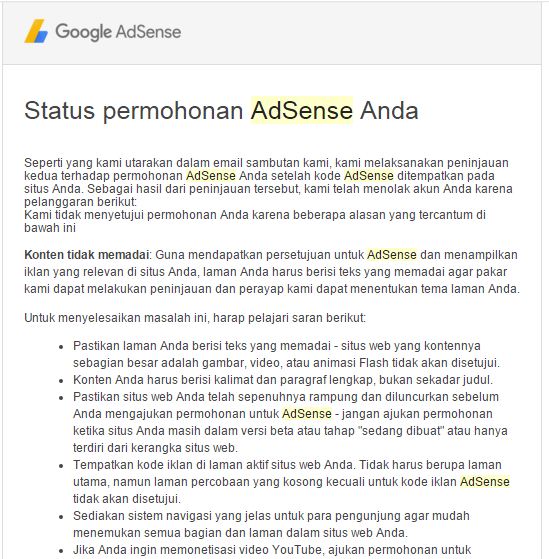 Google AdSense
Status permohonan AdSense Anda
Seperti yang kami utarakan dalam email sambutan kami, kami melaksanakan peninjauan
kedua terhadap permohonan AdSense Anda setelah kode AdSense ditempatkan pada
situs Anda. Sebagai hasil dari peninjauan tersebut, kami telah menolak akun Anda karena
pelanggaran berikut:
Kami tidak menyetujui permohonan Anda karena beberapa alasan yang tercantum di
bawah ini
Konten tidak memadai: Guna mendapatkan persetujuan untuk AdSense dan menampilkan
iklan yang relevan di situs Anda, laman Anda harus berisi teks yang memadai agar pakar
kami dapat melakukan peninjauan dan perayap kami dapat menentukan tema laman Anda.
Untuk menyelesaikan masalah ini, harap pelajari saran berikut:
• Pastikan laman Anda berisi teks yang memadai - situs web yang kontennya
sebagian besar adalah gambar, video, atau animasi Flash tidak akan disetujui.
• Konten Anda harus berisi kalimat dan paragraf lengkap, bukan sekadar judul.
• Pastikan situs web Anda telah sepenuhnya rampung dan diluncurkan sebelum
Anda mengajukan permohonan untuk AdSense - jangan ajukan permohonan
ketika situs Anda masih dalam versi beta atau tahap "sedang dibuat" atau hanya
terdiri dari kerangka situs web.
• Tempatkan kode iklan di laman aktif situs web Anda. Tidak harus berupa laman
utama, namun laman percobaan yang kosong kecuali untuk kode iklan AdSense
tidak akan disetujui.
• Sediakan sistem navigasi yang jelas untuk para pengunjung agar mudah
menemukan semua bagian dan laman dalam situs web Anda.
• Jika Anda ingin memonetisasi video YouTube, ajukan permohonan untuk